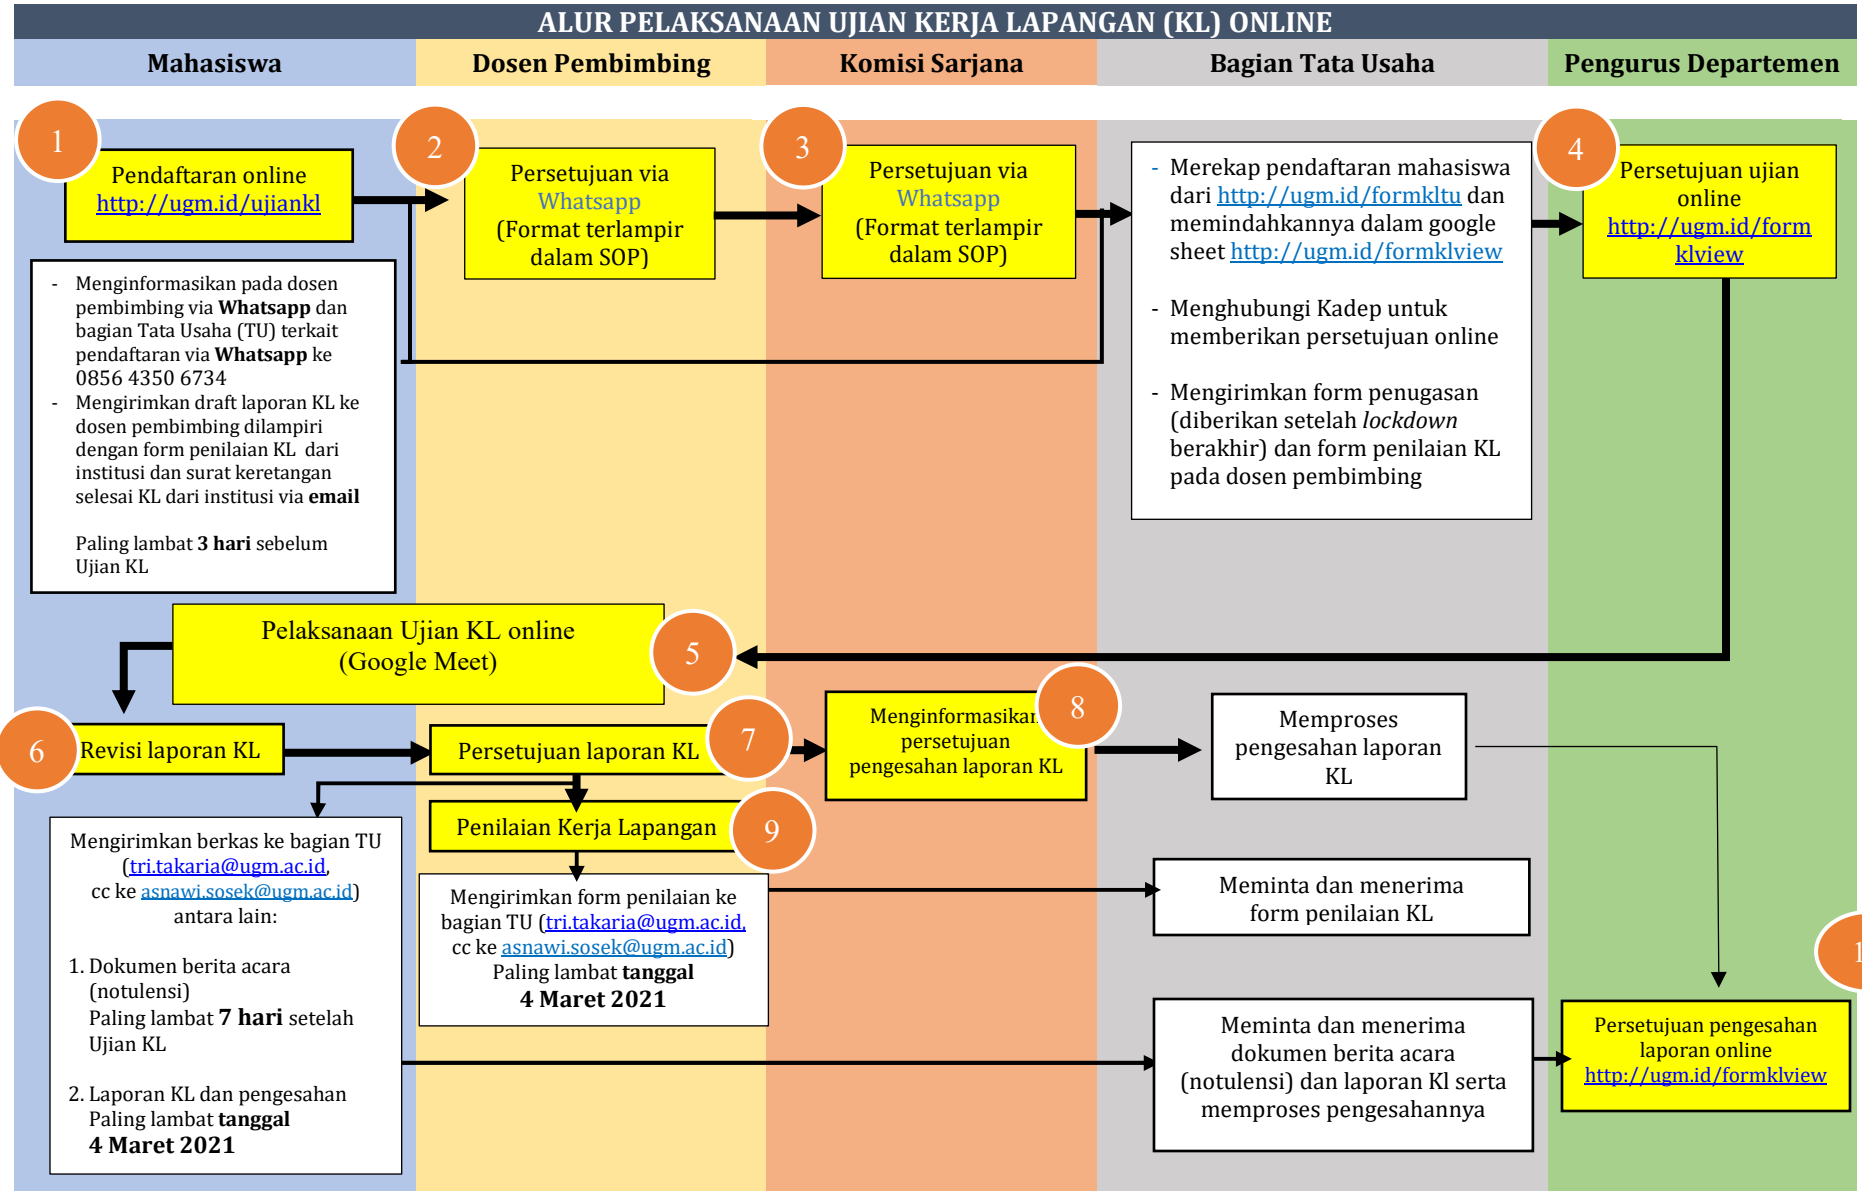 ALUR PELAKSANAAN UJIAN KERJA LAPANGAN (KL) ONLINE
Mahasiswa
Dosen Pembimbing
Komisi Sarjana
Bagian Tata Usaha
Pengurus Departemen
1
Pendaftaran online
http://ugm.id/ujiankl
- Menginformasikan pada dosen
pembimbing via Whatsapp dan
bagian Tata Usaha (TU) terkait
pendaftaran via Whatsapp ke
0856 4350 6734
- Mengirimkan draft laporan KL ke
dosen pembimbing dilampiri
dengan form penilaian KL dari
institusi dan surat keretangan
selesai KL dari institusi via email
Paling lambat 3 hari sebelum
Ujian KL
2
Persetujuan via
Whatsapp
(Format terlampir
dalam SOP)
3
Persetujuan via
Whatsapp
(Format terlampir
dalam SOP)
- Merekap pendaftaran mahasiswa
dari http://ugm.id/formkltu dan
memindahkannya dalam google
sheet http://ugm.id/formklview
- Menghubungi Kadep untuk
memberikan persetujuan online
- Mengirimkan form penugasan
(diberikan setelah lockdown
berakhir) dan form penilaian KL
pada dosen pembimbing
4
Persetujuan ujian
online
http://ugm.id/form
klview
Pelaksanaan Ujian KL online
(Google Meet)
5
6
Revisi laporan KL
Persetujuan laporan KL
7
Menginformasikan
persetujuan
pengesahan laporan KL
8
Memproses
pengesahan laporan
KL
Penilaian Kerja Lapangan
9
Mengirimkan berkas ke bagian TU
(tri.takaria@ugm.ac.id,
cc ke asnawi.sosek@ugm.ac.id)
antara lain:
1. Dokumen berita acara
(notulensi)
Paling lambat 7 hari setelah
Ujian KL
2. Laporan KL dan pengesahan
Paling lambat tanggal
4 Maret 2021
Mengirimkan form penilaian ke
bagian TU (tri.takaria@ugm.ac.id,
cc ke asnawi.sosek@ugm.ac.id)
Paling lambat tanggal
4 Maret 2021
Meminta dan menerima
form penilaian KL
Meminta dan menerima
dokumen berita acara
(notulensi) dan laporan Kl serta
memproses pengesahannya
1
Persetujuan pengesahan
laporan online
http://ugm.id/formklview